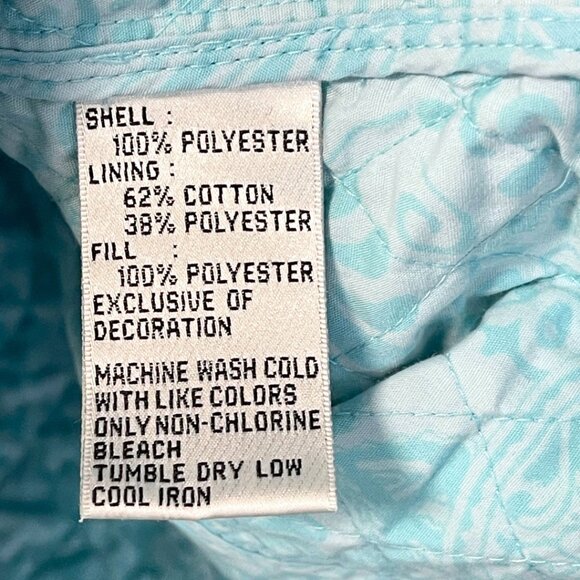 SHELL :
100% POLYESTER
LINING :
62% COTTON
38% POLYESTER
FILL :
100% POLYESTER
EXCLUSIVE OF
DECORATION
MACHINE WASH COLD
WITH LIKE COLORS
ONLY NON-CHLORINE
BLEACH
TUMBLE DRY LOW
COOL IRON